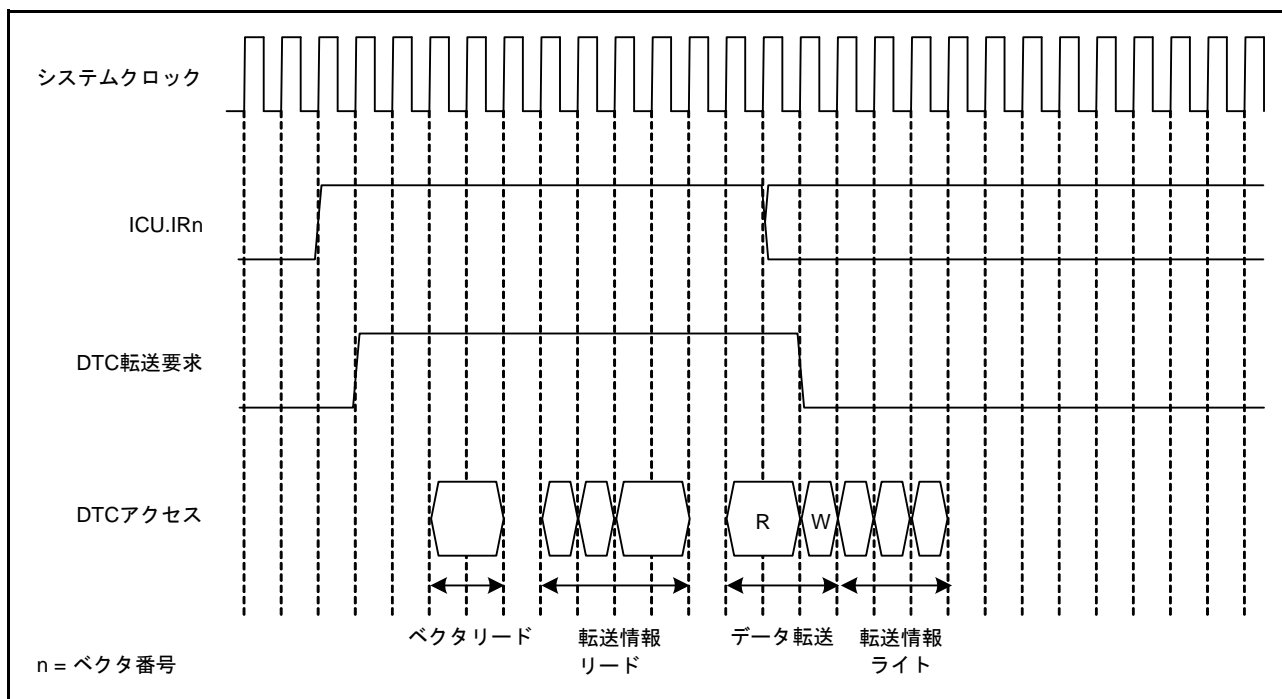 システムクロック
ICU.IRn
DTC転送要求
DTCアクセス
R
W
ベクタリード
転送情報
リード
データ転送
転送情報
ライト
n = ベクタ番号